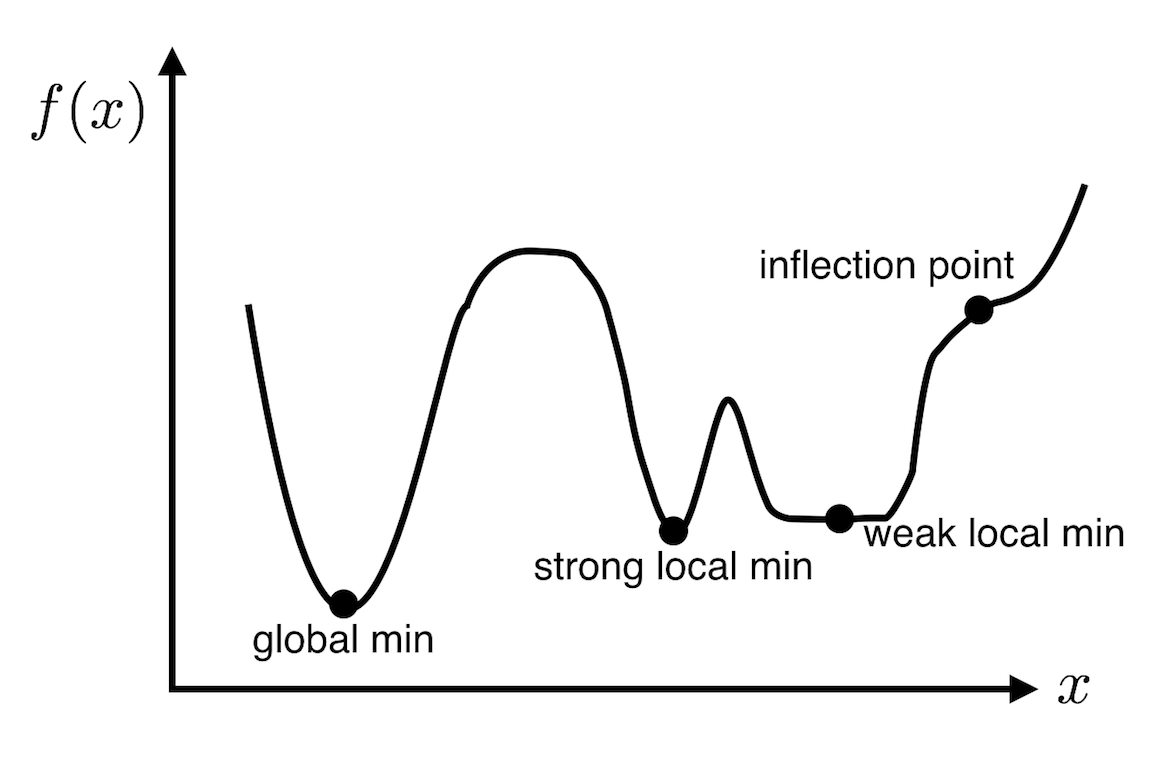 f(x)
inflection point
weak local min
strong local min
global min
x